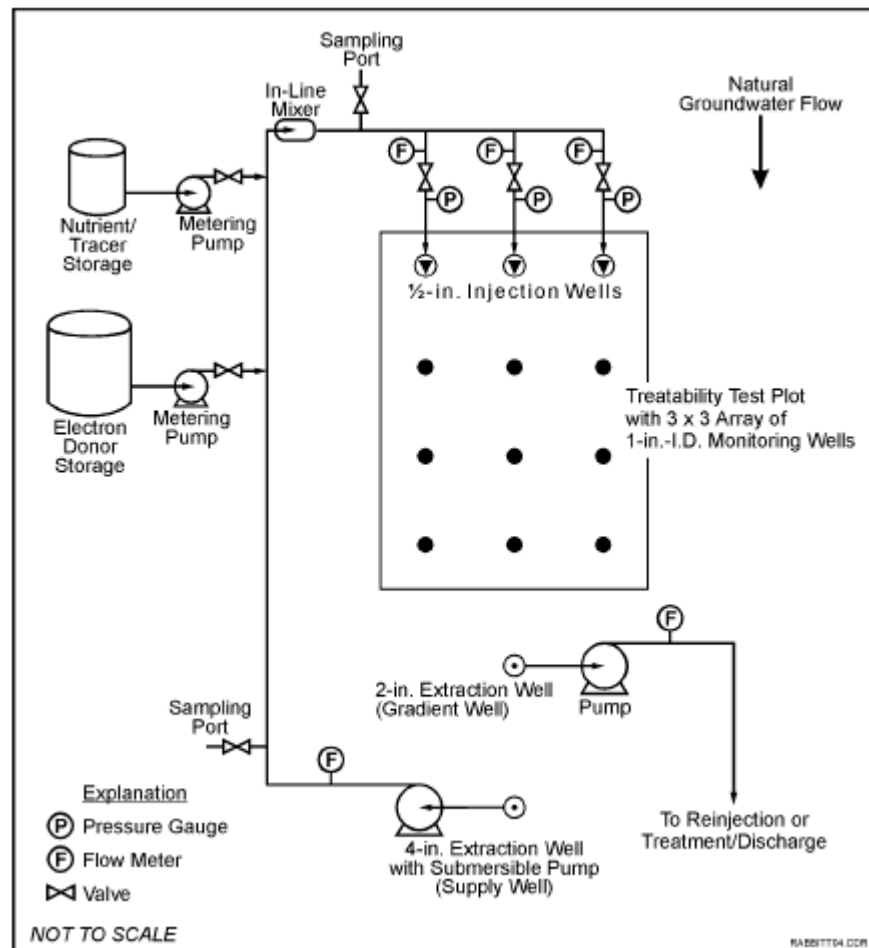 Sampling
Port
In-Line
Mixer
Natural
Groundwater Flow
F
F
F
P
P
P
Nutrient/
Tracer
Storage
Metering
Pump
½-in. Injection Wells
Electron
Donor
Storage
Metering
Pump
Treatability Test Plot
with 3 x 3 Array of
1-in.-I.D. Monitoring Wells
F
2-in. Extraction Well
(Gradient Well)
Pump
Sampling
Port
F
4-in. Extraction Well
with Submersible Pump
(Supply Well)
To Reinjection or
Treatment/Discharge
Explanation
P Pressure Gauge
F Flow Meter
Valve
NOT TO SCALE
RABBITT04.CDR